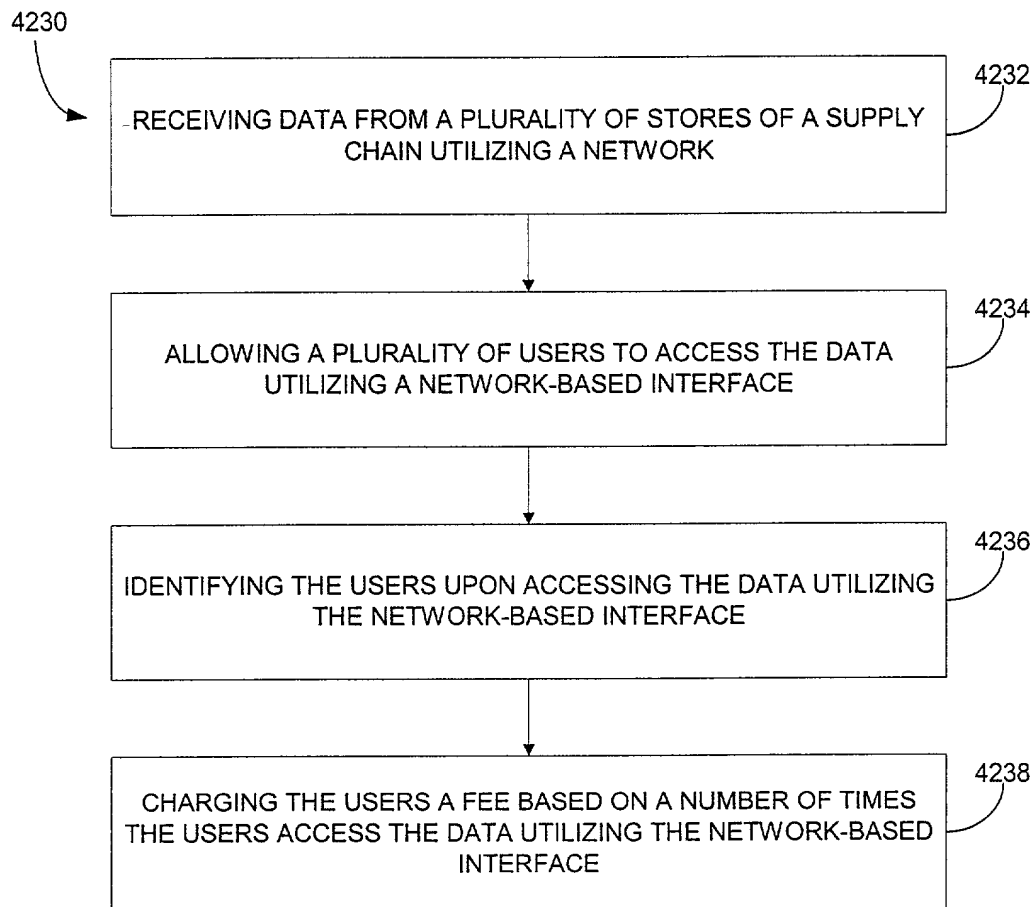 4230
4232
RECEIVING DATA FROM A PLURALITY OF STORES OF A SUPPLY
CHAIN UTILIZING A NETWORK
4234
ALLOWING A PLURALITY OF USERS TO ACCESS THE DATA
UTILIZING A NETWORK-BASED INTERFACE
4236
IDENTIFYING THE USERS UPON ACCESSING THE DATA UTILIZING
THE NETWORK-BASED INTERFACE
4238
CHARGING THE USERS A FEE BASED ON A NUMBER OF TIMES
THE USERS ACCESS THE DATA UTILIZING THE NETWORK-BASED
INTERFACE